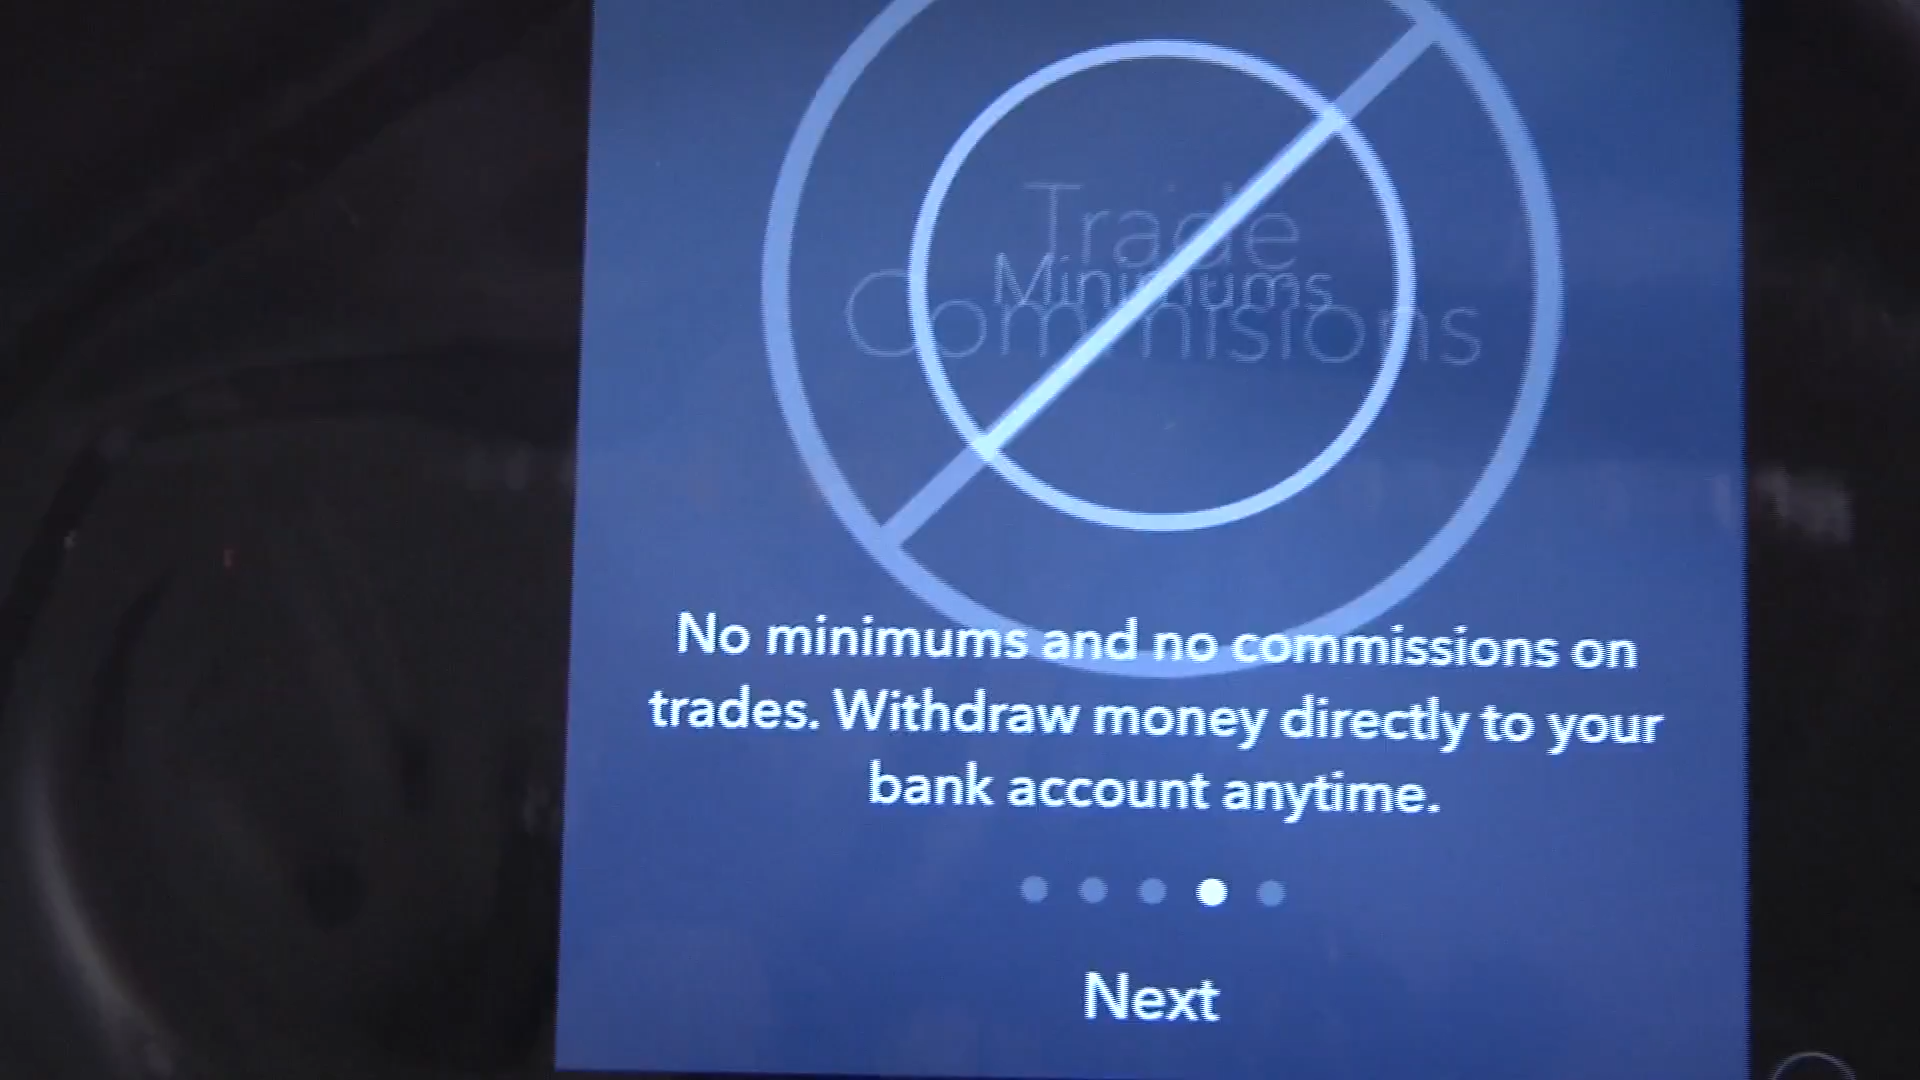 Trade
Minimums
Commisions
No minimums and no commissions on
trades. Withdraw money directly to your
bank account anytime.
Next